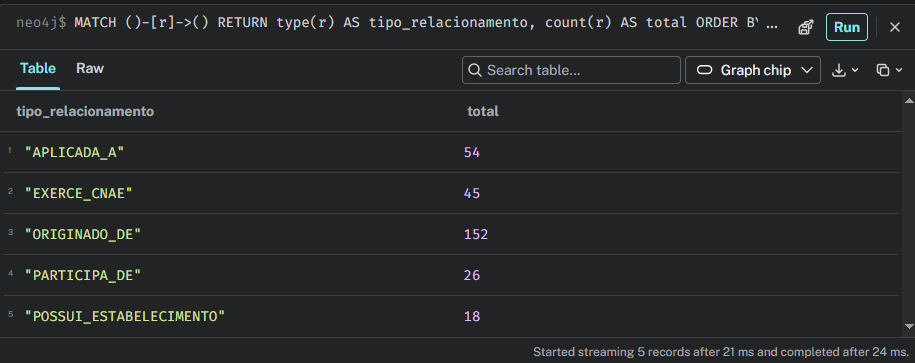 neo4j$ MATCH ()-[r]->() RETURN type(r) AS tipo_relacionamento, count(r) AS total ORDER BY ...
Run
Table
Raw
Search table...
Graph chip
tipo_relacionamento
total
1 "APLICADA_A" 54
2 "EXERCE_CNAE" 45
3 "ORIGINADO_DE" 152
4 "PARTICIPA_DE" 26
5 "POSSUI_ESTABELECIMENTO" 18
Started streaming 5 records after 21 ms and completed after 24 ms.